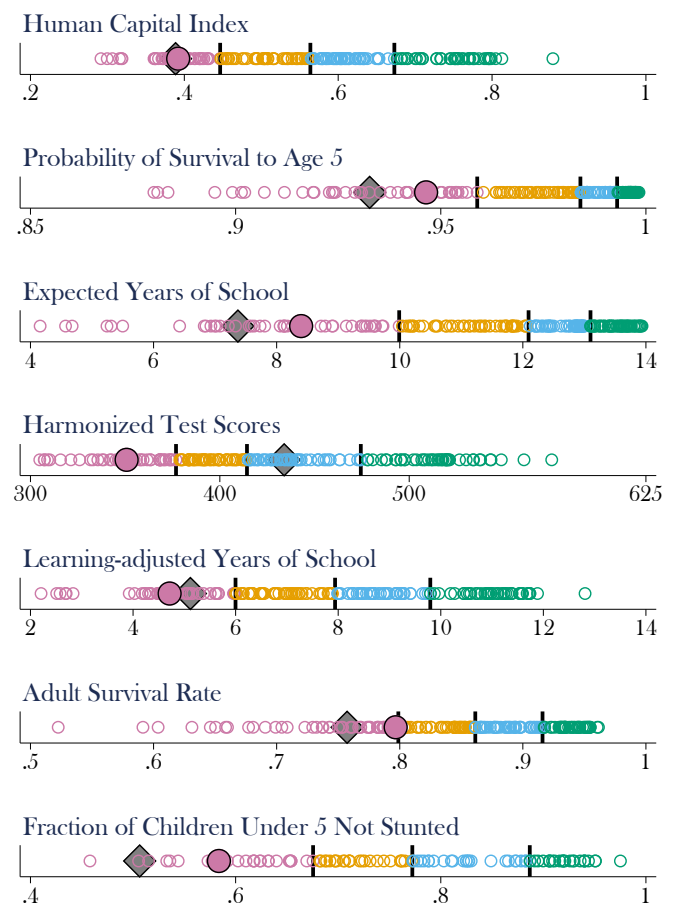 Human Capital Index
.2 .4 .6 .8 1
Probability of Survival to Age 5
.85 .9 .95 1
Expected Years of School
4 6 8 10 12 14
Harmonized Test Scores
300 400 500 625
Learning-adjusted Years of School
2 4 6 8 10 12 14
Adult Survival Rate
.5 .6 .7 .8 .9 1
Fraction of Children Under 5 Not Stunted
.4 .6 .8 1